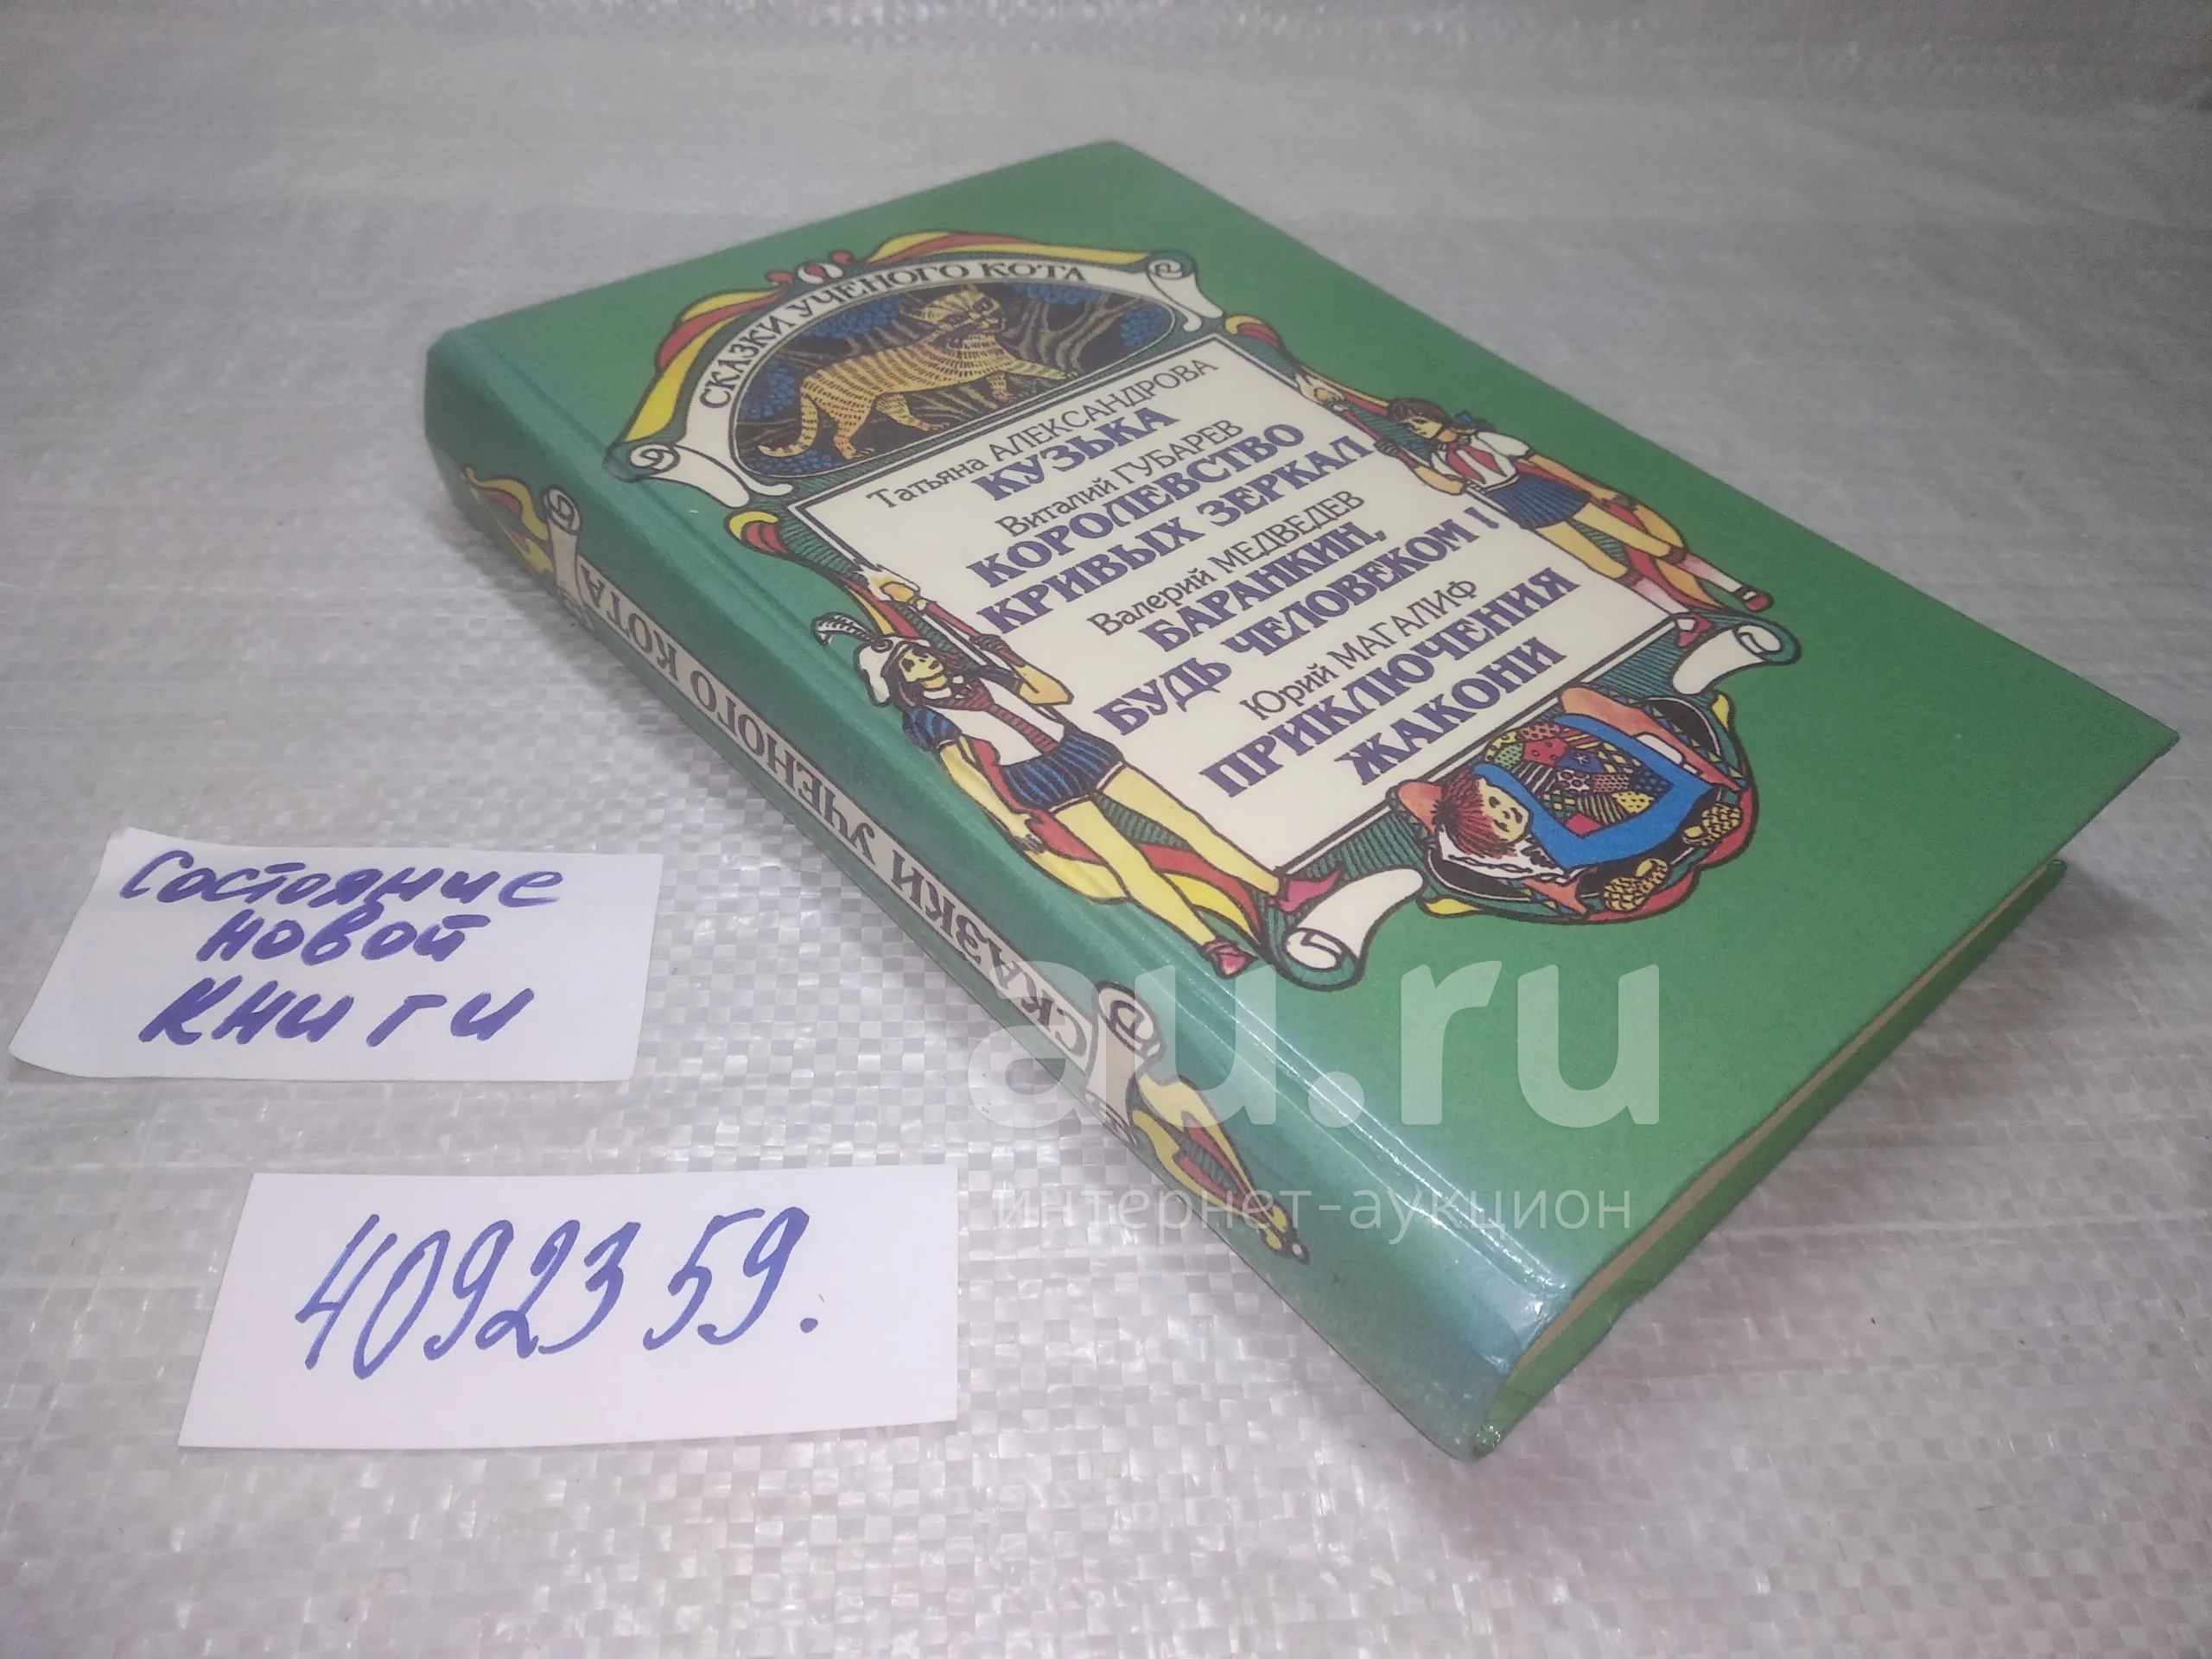 СКАЗКИ УЧЕНОГО КОТА
Татьяна АЛЕКСАНДРОВА
КУЗЬКА
Виталий ГУБАРЕВ
КОРОЛЕВСТВО
КРИВЫХ ЗЕРКАЛ
Валерий МЕДВЕДЕВ
БАРАНКИН,
БУДЬ ЧЕЛОВЕКОМ!
Юрий МАГАЛИФ
ПРИКЛЮЧЕНИЯ
ЖАКОНИ
СКАЗКИ УЧЕНОГО КОТА
Состояние
новой
книги
4092359.
au.ru
интернет-аукцион